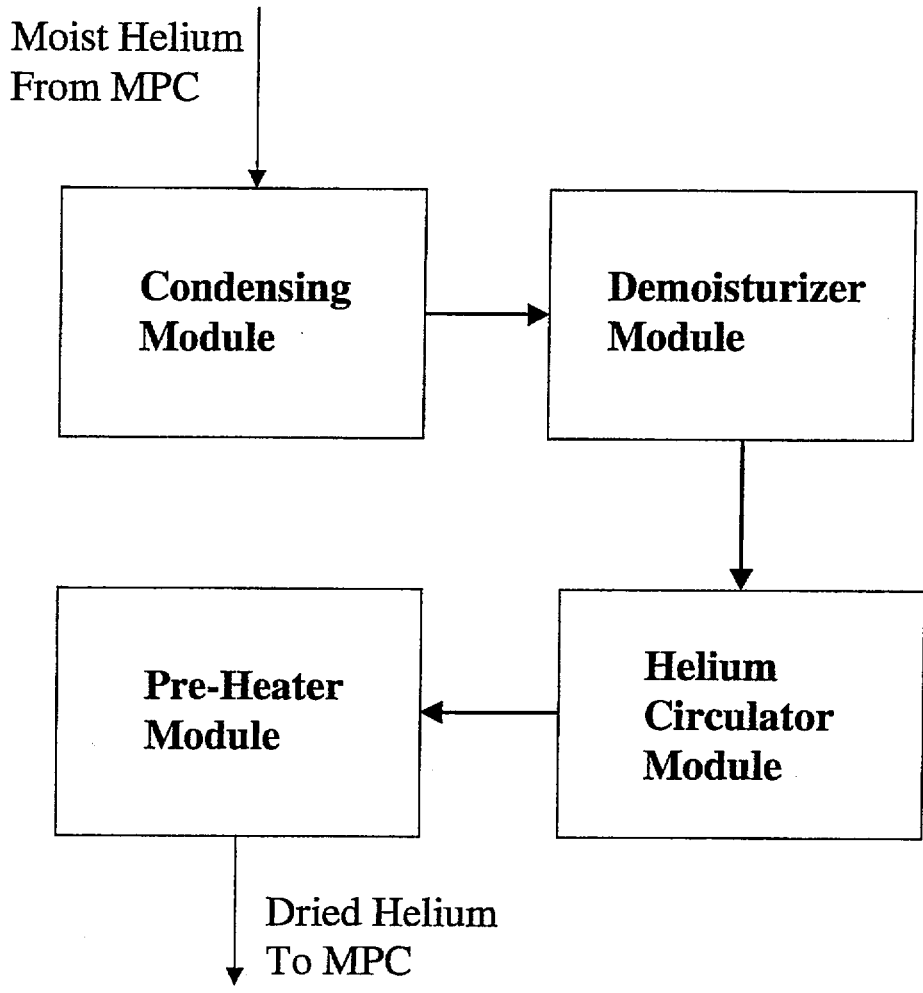 Moist Helium
From MPC
Condensing
Module
Demoisturizer
Module
Pre-Heater
Module
Helium
Circulator
Module
Dried Helium
To MPC